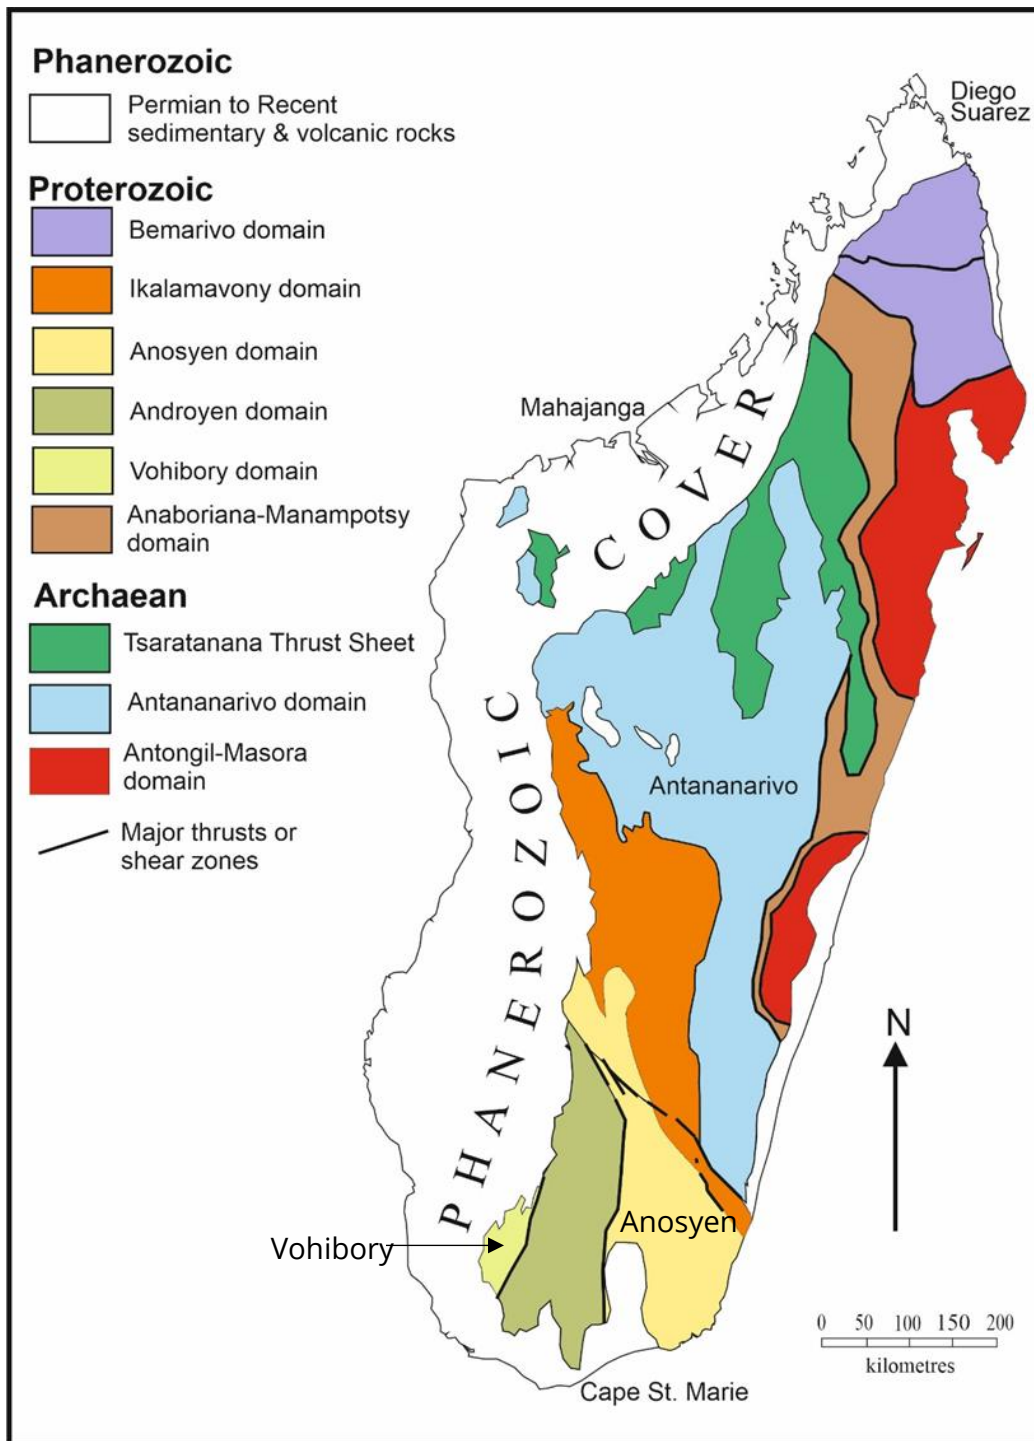 Phanerozoic
Permian to Recent
sedimentary & volcanic rocks
Proterozoic
Bemarivo domain
Ikalamavony domain
Anosyen domain
Androyen domain
Vohibory domain
Anaboriana-Manampotsy
domain
Archaean
Tsaratanana Thrust Sheet
Antananarivo domain
Antongil-Masora
domain
Major thrusts or
shear zones
Diego
Suarez
Mahajanga
PHANEROZOIC COVER
Antananarivo
N
Anosyen
Vohibory
0 50 100 150 200
kilometres
Cape St. Marie